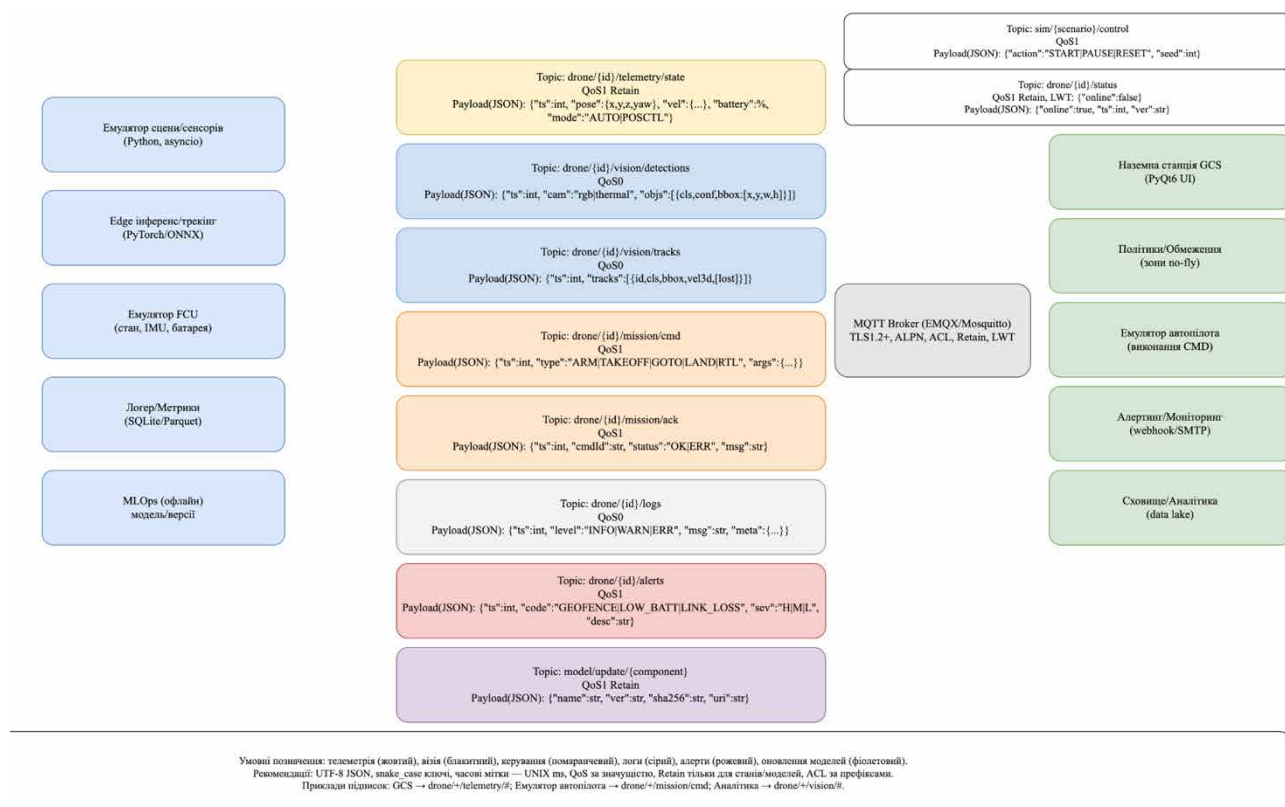 Topic: sim/{scenario}/control
QoS1
Payload(JSON): {"action":"START|PAUSE|RESET", "seed":int}
Topic: drone/{id}/status
QoS1 Retain, LWT: {"online":false}
Payload(JSON): {"online":true, "ts":int, "ver":str}
Емулятор сцени/сенсорів
(Python, asyncio)
Edge інференс/трекінг
(PyTorch/ONNX)
Емулятор FCU
(стан, IMU, батарея)
Логер/Метрики
(SQLite/Parquet)
MLOps (офлайн)
модель/версії
Topic: drone/{id}/telemetry/state
QoS1 Retain
Payload(JSON): {"ts":int, "pose":{x,y,z,yaw}, "vel":{...}, "battery":%,
"mode":"AUTO|POSCTL"}
Topic: drone/{id}/vision/detections
QoS0
Payload(JSON): {"ts":int, "cam":"rgb|thermal", "objs":[{cls,conf,bbox:[x,y,w,h]}]}
Topic: drone/{id}/vision/tracks
QoS0
Payload(JSON): {"ts":int, "tracks":[{id,cls,bbox,vel3d,[lost}]}
Topic: drone/{id}/mission/cmd
QoS1
Payload(JSON): {"ts":int, "type":"ARM|TAKEOFF|GOTO|LAND|RTL", "args":{...}}
Topic: drone/{id}/mission/ack
QoS1
Payload(JSON): {"ts":int, "cmdId":str, "status":"OK|ERR", "msg":str}
Topic: drone/{id}/logs
QoS0
Payload(JSON): {"ts":int, "level":"INFO|WARN|ERR", "msg":str, "meta":{...}}
Topic: drone/{id}/alerts
QoS1
Payload(JSON): {"ts":int, "code":"GEOFENCE|LOW_BATT|LINK_LOSS", "sev":"H|M|L",
"desc":str}
Topic: model/update/{component}
QoS1 Retain
Payload(JSON): {"name":str, "ver":str, "sha256":str, "uri":str}
MQTT Broker (EMQX/Mosquitto)
TLS1.2+, ALPN, ACL, Retain, LWT
Наземна станція GCS
(PyQt6 UI)
Політики/Обмеження
(зони no-fly)
Емулятор автопілота
(виконання CMD)
Алертинг/Моніторинг
(webhook/SMTP)
Сховище/Аналітика
(data lake)
Умовні позначення: телеметрія (жовтий), візія (блакитний), керування (помаранчевий), логи (сірий), алерти (рожевий), оновлення моделей (фіолетовий).
Рекомендації: UTF-8 JSON, snake_case ключі, часові мітки — UNIX ms, QoS за значущістю, Retain тільки для станів/моделей, ACL за префіксами.
Приклади підписок: GCS → drone/+/telemetry/#; Емулятор автопілота → drone/+/mission/cmd; Аналітика → drone/+/vision/#.